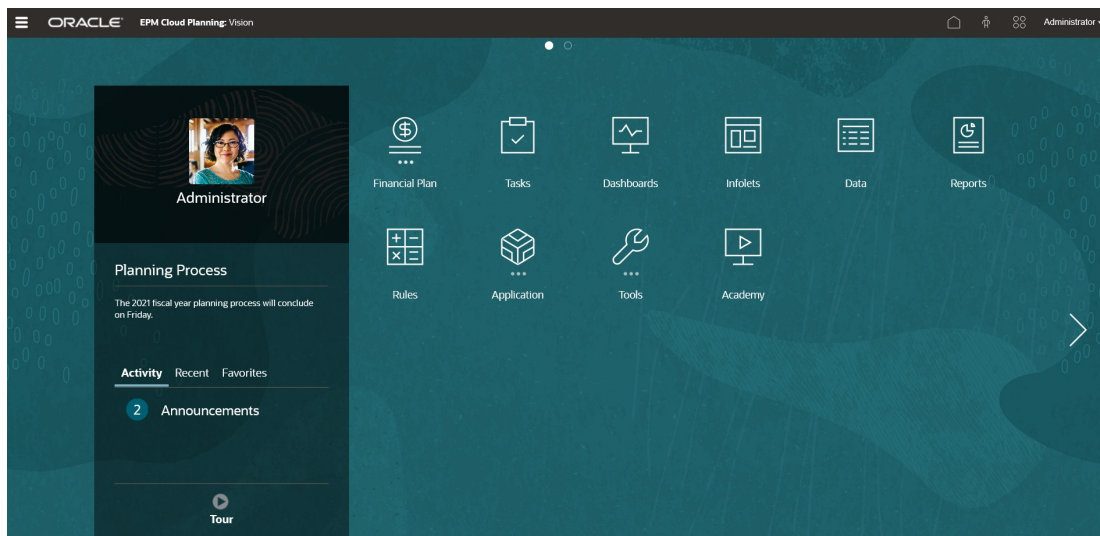 ORACLE EPM Cloud Planning: Vision
Administrator
Administrator
Planning Process
The 2021 fiscal year planning process will conclude
on Friday.
Activity Recent Favorites
2 Announcements
Tour
Financial Plan Tasks Dashboards Infolets Data Reports
Rules Application Tools Academy